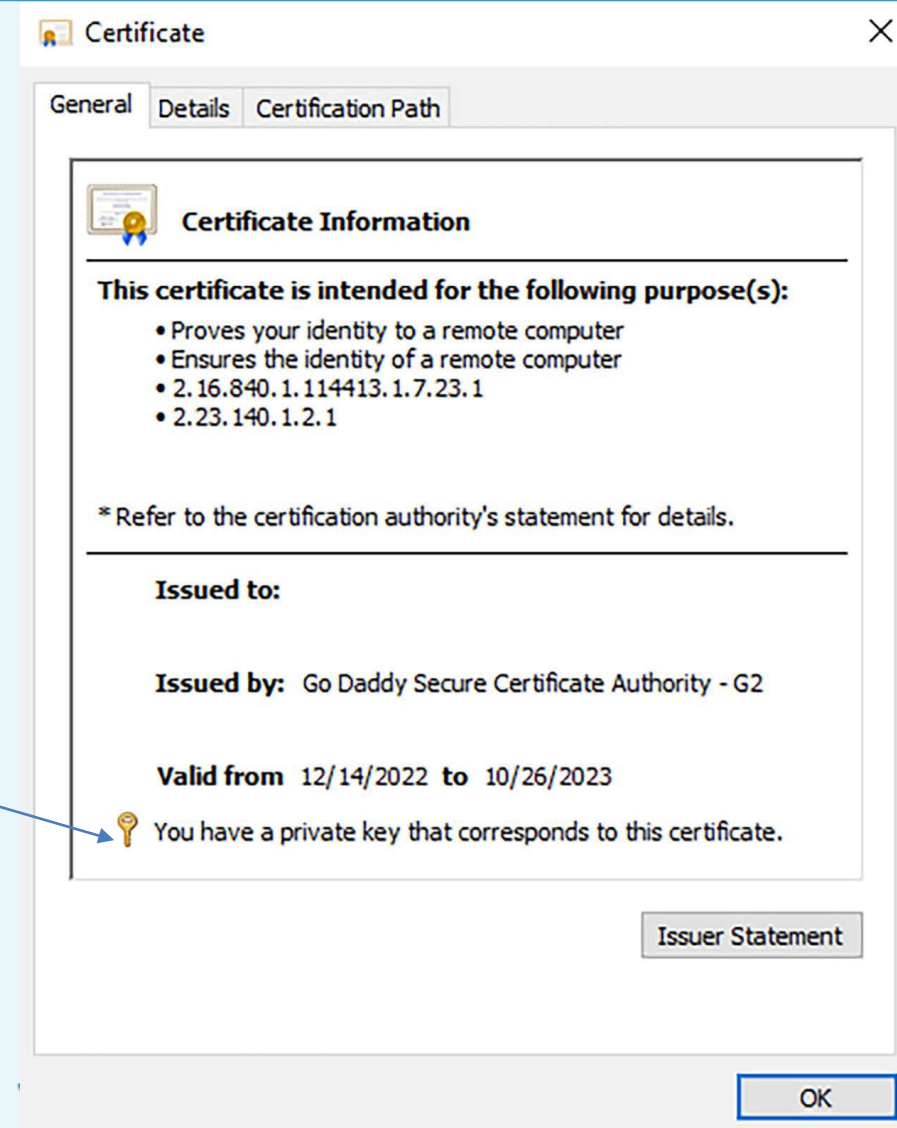 Certificate
General Details Certification Path
Certificate Information
This certificate is intended for the following purpose(s):
• Proves your identity to a remote computer
• Ensures the identity of a remote computer
• 2.16.840.1.114413.1.7.23.1
• 2.23.140.1.2.1
* Refer to the certification authority's statement for details.
Issued to:
Issued by: Go Daddy Secure Certificate Authority - G2
Valid from 12/14/2022 to 10/26/2023
You have a private key that corresponds to this certificate.
Issuer Statement
OK